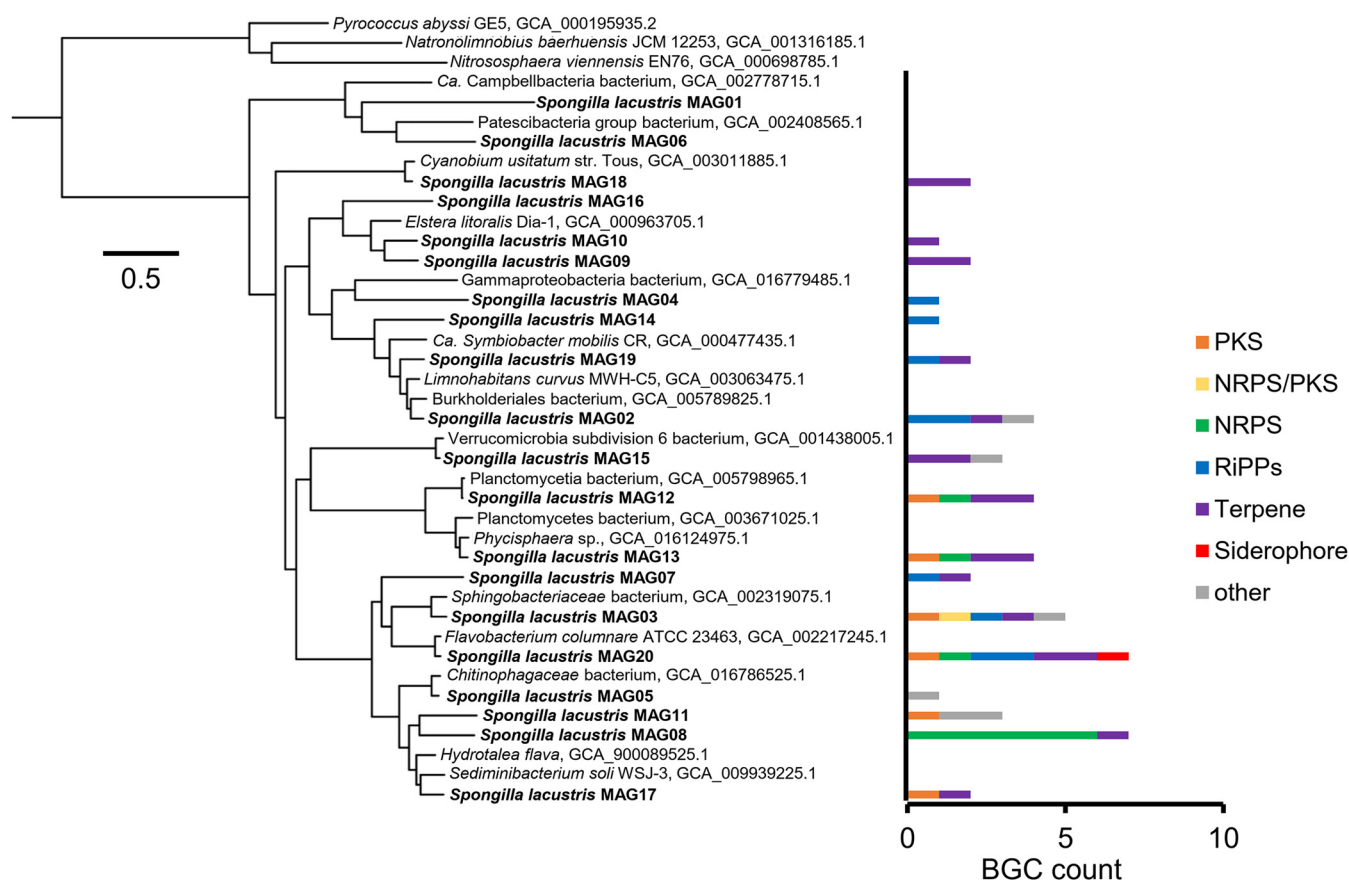 Pyrococcus abyssi GE5, GCA_000195935.2
Natronolimnobius baerhuensis JCM 12253, GCA_001316185.1
Nitrososphaera viennensis EN76, GCA_000698785.1
Ca. Campbellbacteria bacterium, GCA_002778715.1
Spongilla lacustris MAG01
Patescibacteria group bacterium, GCA_002408565.1
Spongilla lacustris MAG06
Cyanobium usitatum str. Tous, GCA_003011885.1
Spongilla lacustris MAG18
Spongilla lacustris MAG16
Elstera litoralis Dia-1, GCA_000963705.1
Spongilla lacustris MAG10
Spongilla lacustris MAG09
Gammaproteobacteria bacterium, GCA_016779485.1
Spongilla lacustris MAG04
Spongilla lacustris MAG14
Ca. Symbiobacter mobilis CR, GCA_000477435.1
Spongilla lacustris MAG19
Limnohabitans curvus MWH-C5, GCA_003063475.1
Burkholderiales bacterium, GCA_005789825.1
Spongilla lacustris MAG02
Verrucomicrobia subdivision 6 bacterium, GCA_001438005.1
Spongilla lacustris MAG15
Planctomycetia bacterium, GCA_005798965.1
Spongilla lacustris MAG12
Planctomycetes bacterium, GCA_003671025.1
Phycisphaera sp., GCA_016124975.1
Spongilla lacustris MAG13
Spongilla lacustris MAG07
Sphingobacteriaceae bacterium, GCA_002319075.1
Spongilla lacustris MAG03
Flavobacterium columnare ATCC 23463, GCA_002217245.1
Spongilla lacustris MAG20
Chitinophagaceae bacterium, GCA_016786525.1
Spongilla lacustris MAG05
Spongilla lacustris MAG11
Spongilla lacustris MAG08
Hydrotalea flava, GCA_900089525.1
Sediminibacterium soli WSJ-3, GCA_009939225.1
Spongilla lacustris MAG17
0.5
PKS
NRPS/PKS
NRPS
RiPPs
Terpene
Siderophore
other
0 5 10
BGC count